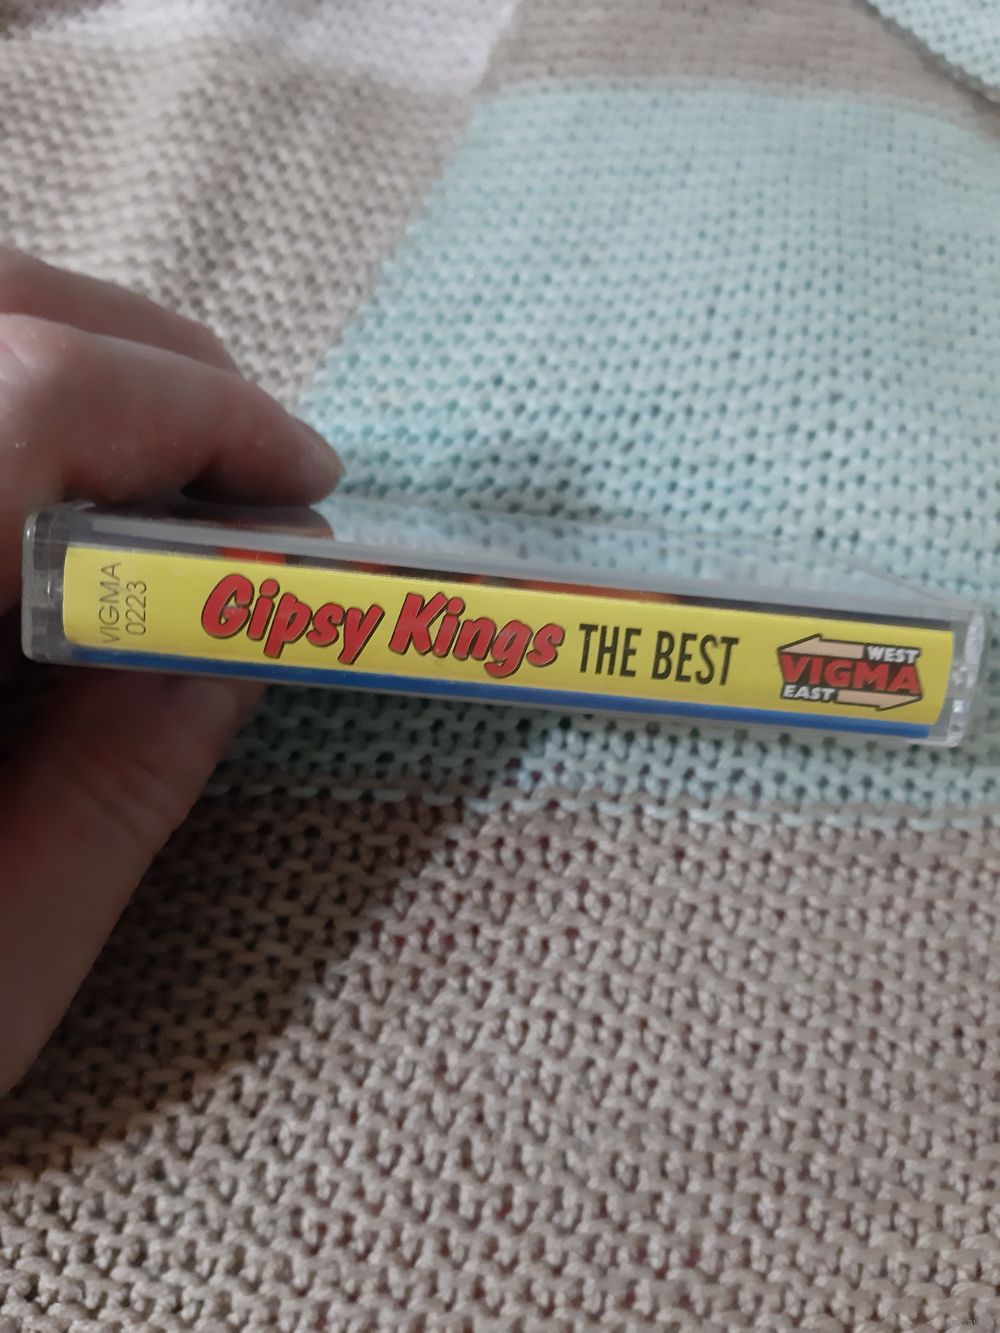 VIGMA
0223
Gipsy Kings THE BEST
WEST
VIGMA
EAST